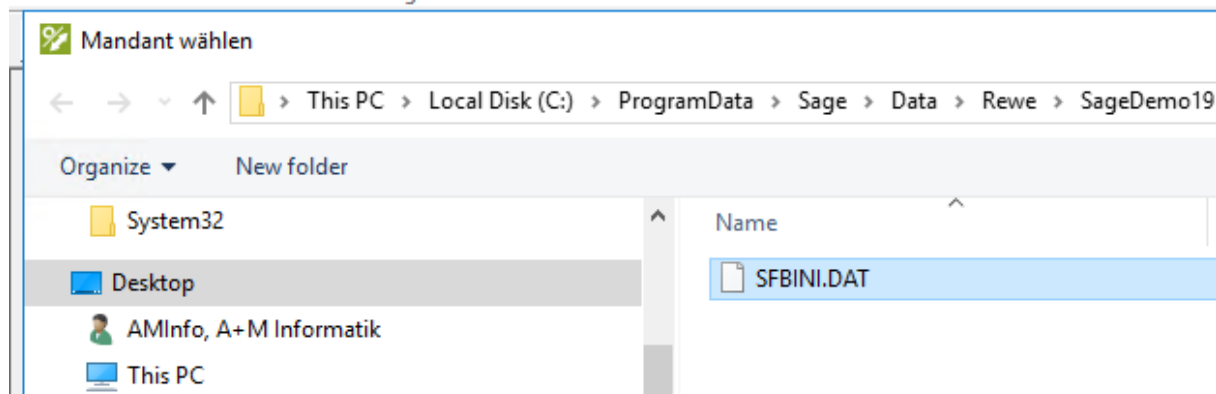 Mandant wählen
This PC > Local Disk (C:) > ProgramData > Sage > Data > Rewe > SageDemo19
Organize New folder
System32 Name
Desktop SFBINI.DAT
AMInfo, A+M Informatik
This PC